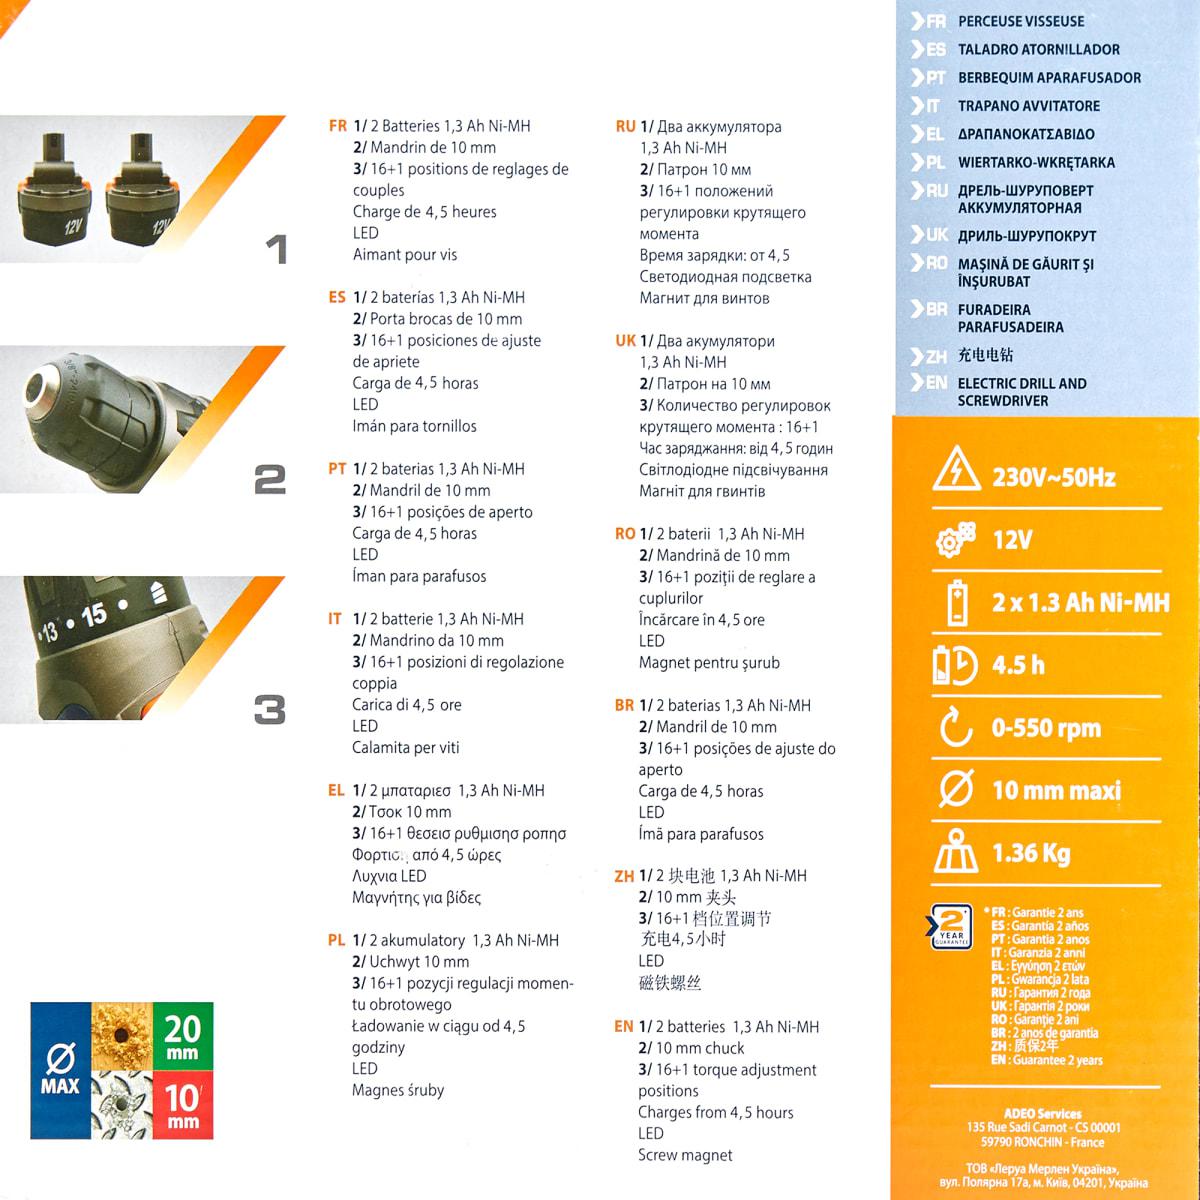 12V
12V
1
3/8"-24UNF
2
13 • 15 •
3
Ø
MAX
20
mm
10
mm
FR 1/ 2 Batteries 1,3 Ah Ni-MH
2/ Mandrin de 10 mm
3/ 16+1 positions de reglages de
couples
Charge de 4,5 heures
LED
Aimant pour vis
ES 1/ 2 baterías 1,3 Ah Ni-MH
2/ Porta brocas de 10 mm
3/ 16+1 posiciones de ajuste
de apriete
Carga de 4,5 horas
LED
Imán para tornillos
PT 1/ 2 baterias 1,3 Ah Ni-MH
2/ Mandril de 10 mm
3/ 16+1 posições de aperto
Carga de 4,5 horas
LED
Íman para parafusos
IT 1/ 2 batterie 1,3 Ah Ni-MH
2/ Mandrino da 10 mm
3/ 16+1 posizioni di regolazione
coppia
Carica di 4,5 ore
LED
Calamita per viti
EL 1/ 2 μπαταριεσ 1,3 Ah Ni-MH
2/ Τσοκ 10 mm
3/ 16+1 θεσεισ ρυθμισησ ροπησ
από 4,5 ώρες
Λυχνια LED
Μαγνήτης για βίδες
PL 1/ 2 akumulatory 1,3 Ah Ni-MH
2/ Uchwyt 10 mm
3/ 16+1 pozycji regulacji momen-
tu obrotowego
Ładowanie w ciągu od 4,5
godziny
LED
Magnes śruby
RU 1/ Два аккумулятора
1,3 Ah Ni-MH
2/ Патрон 10 мм
3/ 16+1 положений
регулировки крутящего
момента
Время зарядки: от 4,5
Светодиодная подсветка
Магнит для винтов
UK 1/ Два акумулятори
1,3 Ah Ni-MH
2/ Патрон на 10 мм
3/ Количество регулировок
крутящего момента : 16+1
Час заряджання: від 4,5 годин
Світлодіодне підсвічування
Магніт для гвинтів
RO 1/ 2 baterii 1,3 Ah Ni-MH
2/ Mandrină de 10 mm
3/ 16+1 poziții de reglare a
cuplurilor
Încărcare în 4,5 ore
LED
Magnet pentru șurub
BR 1/ 2 baterias 1,3 Ah Ni-MH
2/ Mandril de 10 mm
3/ 16+1 posições de ajuste do
aperto
Carga de 4,5 horas
LED
Ímã para parafusos
ZH 1/ 2 块电池 1,3 Ah Ni-MH
2/ 10 mm 夹头
3/ 16+1 档位置调节
充电4,5小时
LED
磁铁螺丝
EN 1/ 2 batteries 1,3 Ah Ni-MH
2/ 10 mm chuck
3/ 16+1 torque adjustment
positions
Charges from 4,5 hours
LED
Screw magnet
FR PERCEUSE VISSEUSE
ES TALADRO ATORNILLADOR
PT BERBEQUIM APARAFUSADOR
IT TRAPANO AVVITATORE
EL ΔΡΑΠΑΝΟΚΑΤΣΑΒΙΔΟ
PL WIERTARKO-WKRĘTARKA
RU ДРЕЛЬ-ШУРУПОВЕРТ
АККУМУЛЯТОРНАЯ
UK ДРИЛЬ-ШУРУПОКРУТ
RO MAŞINĂ DE GĂURIT ŞI
ÎNŞURUBAT
BR FURADEIRA
PARAFUSADEIRA
ZH 充电电钻
EN ELECTRIC DRILL AND
SCREWDRIVER
230V~50Hz
12V
2 x 1.3 Ah Ni-MH
4.5 h
0-550 rpm
10 mm maxi
1.36 Kg
2
YEAR
GUARANTEE
* FR : Garantie 2 ans
ES : Garantía 2 años
PT : Garantia 2 anos
IT : Garanzia 2 anni
EL : Εγγύηση 2 ετών
PL : Gwarancja 2 lata
RU : Гарантия 2 года
UK : Гарантія 2 роки
RO : Garanţie 2 ani
BR : 2 anos de garantia
ZH : 质保2年
EN : Guarantee 2 years
ADEO Services
135 Rue Sadi Carnot - CS 00001
59790 RONCHIN - France
ТОВ «Леруа Мерлен Україна»,
вул. Полярна 17а, м. Київ, 04201, Україна